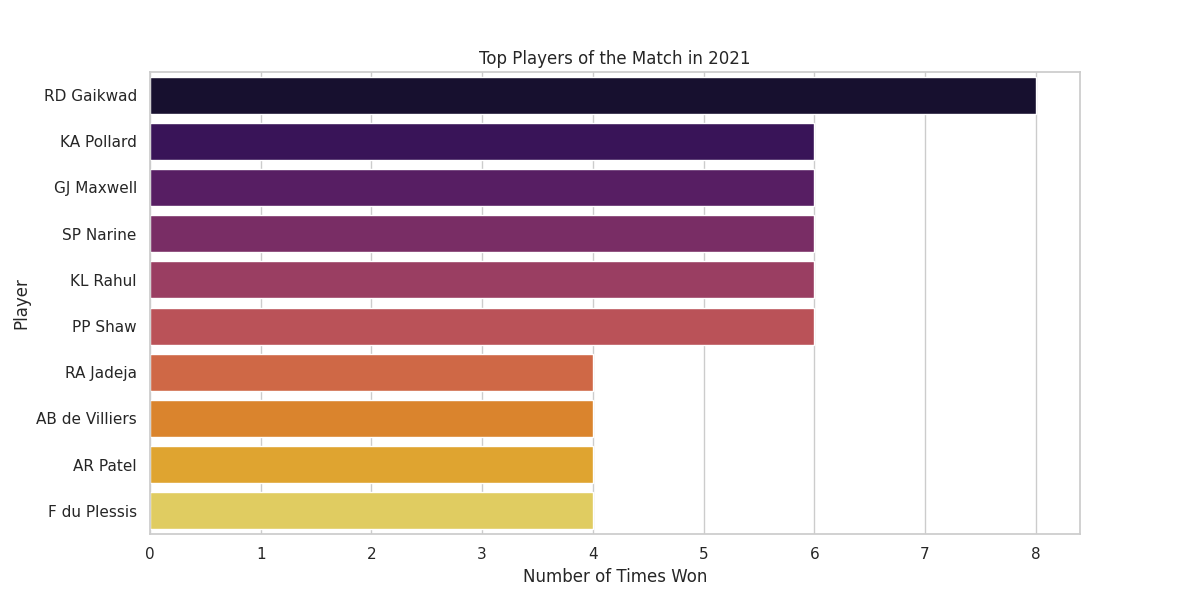 Top Players of the Match in 2021
Player
RD Gaikwad
KA Pollard
GJ Maxwell
SP Narine
KL Rahul
PP Shaw
RA Jadeja
AB de Villiers
AR Patel
F du Plessis
0 1 2 3 4 5 6 7 8
Number of Times Won